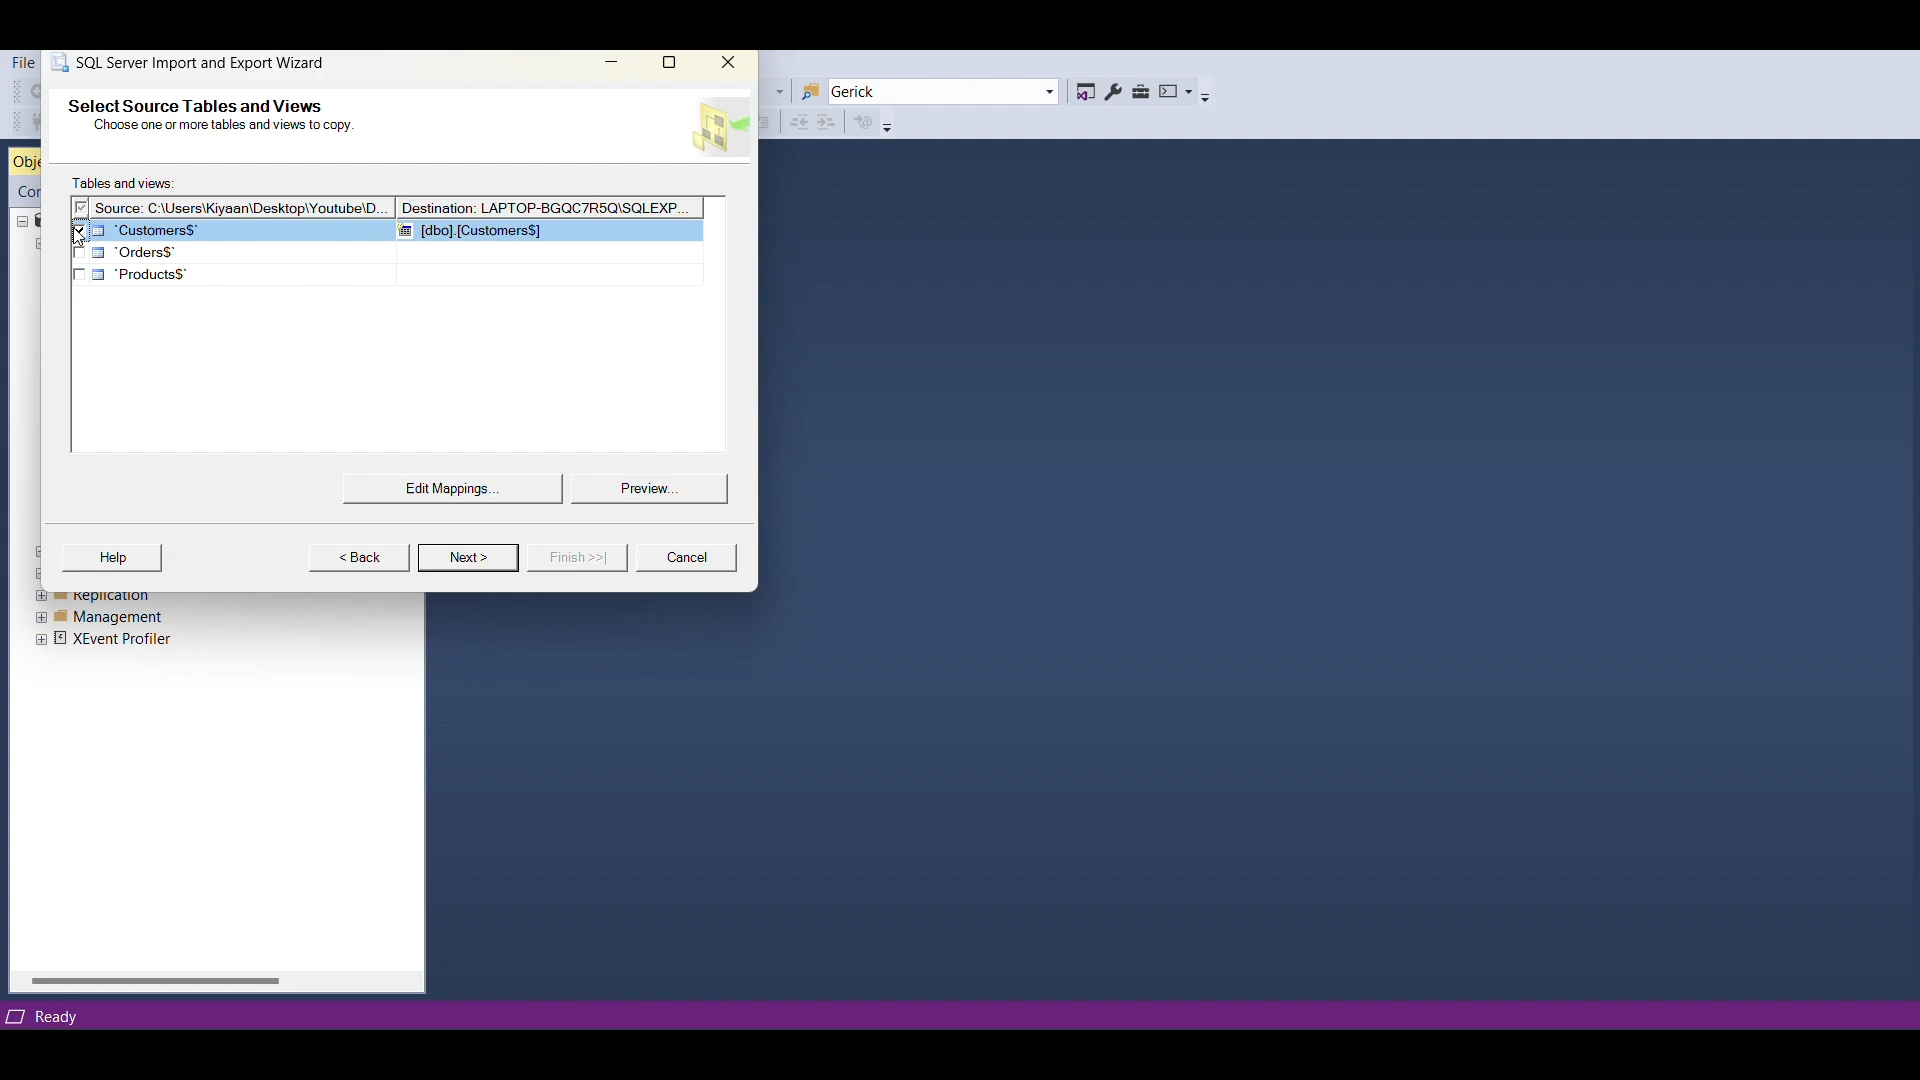 File
SQL Server Import and Export Wizard
Gerick
Select Source Tables and Views
Choose one or more tables and views to copy.
Obje
Con
Tables and views:
Source: C:\Users\Kiyaan\Desktop\Youtube\D... Destination: LAPTOP-BGQC7R5Q\SQLEXP...
`Customers$` [dbo].[Customers$]
`Orders$`
`Products$`
Edit Mappings... Preview...
Help < Back Next > Finish >>| Cancel
Replication
Management
XEvent Profiler
Ready